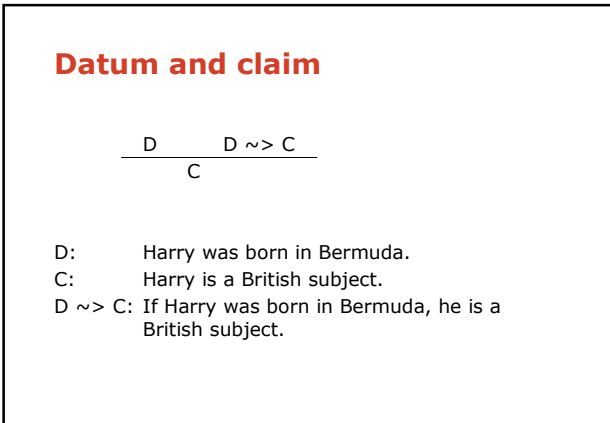 Datum and claim
D D ~> C
C
D: Harry was born in Bermuda.
C: Harry is a British subject.
D ~> C: If Harry was born in Bermuda, he is a
British subject.